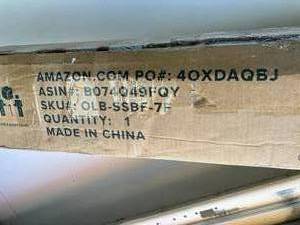 AMAZON.COM PO#: 4OXDAQBJ
ASIN#: B074Q49FQY
SKU#: OLB-SSBF-7F
QUANTITY: 1
MADE IN CHINA